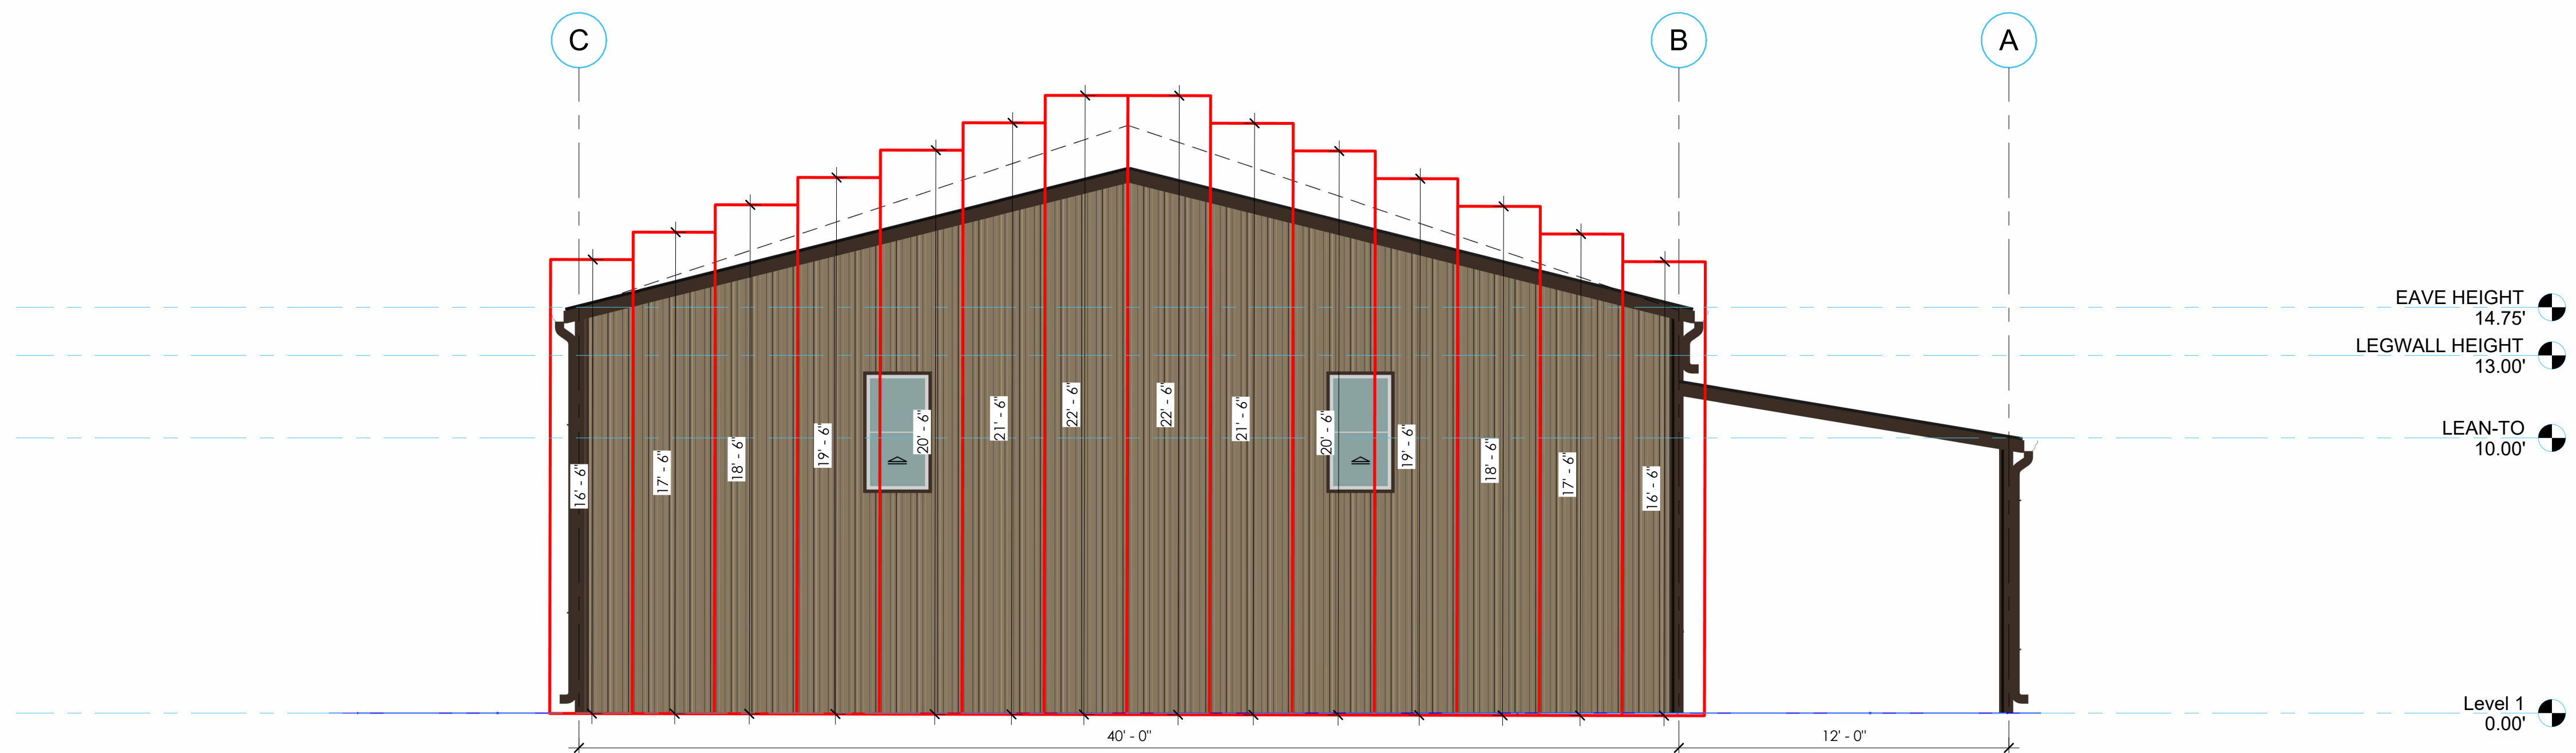 C
B
A
EAVE HEIGHT
14.75'
LEGWALL HEIGHT
13.00'
LEAN-TO
10.00'
Level 1
0.00'
16' - 6"
17' - 6"
18' - 6"
19' - 6"
20' - 6"
21' - 6"
22' - 6"
22' - 6"
21' - 6"
20' - 6"
19' - 6"
18' - 6"
17' - 6"
16' - 6"
40' - 0"
12' - 0"